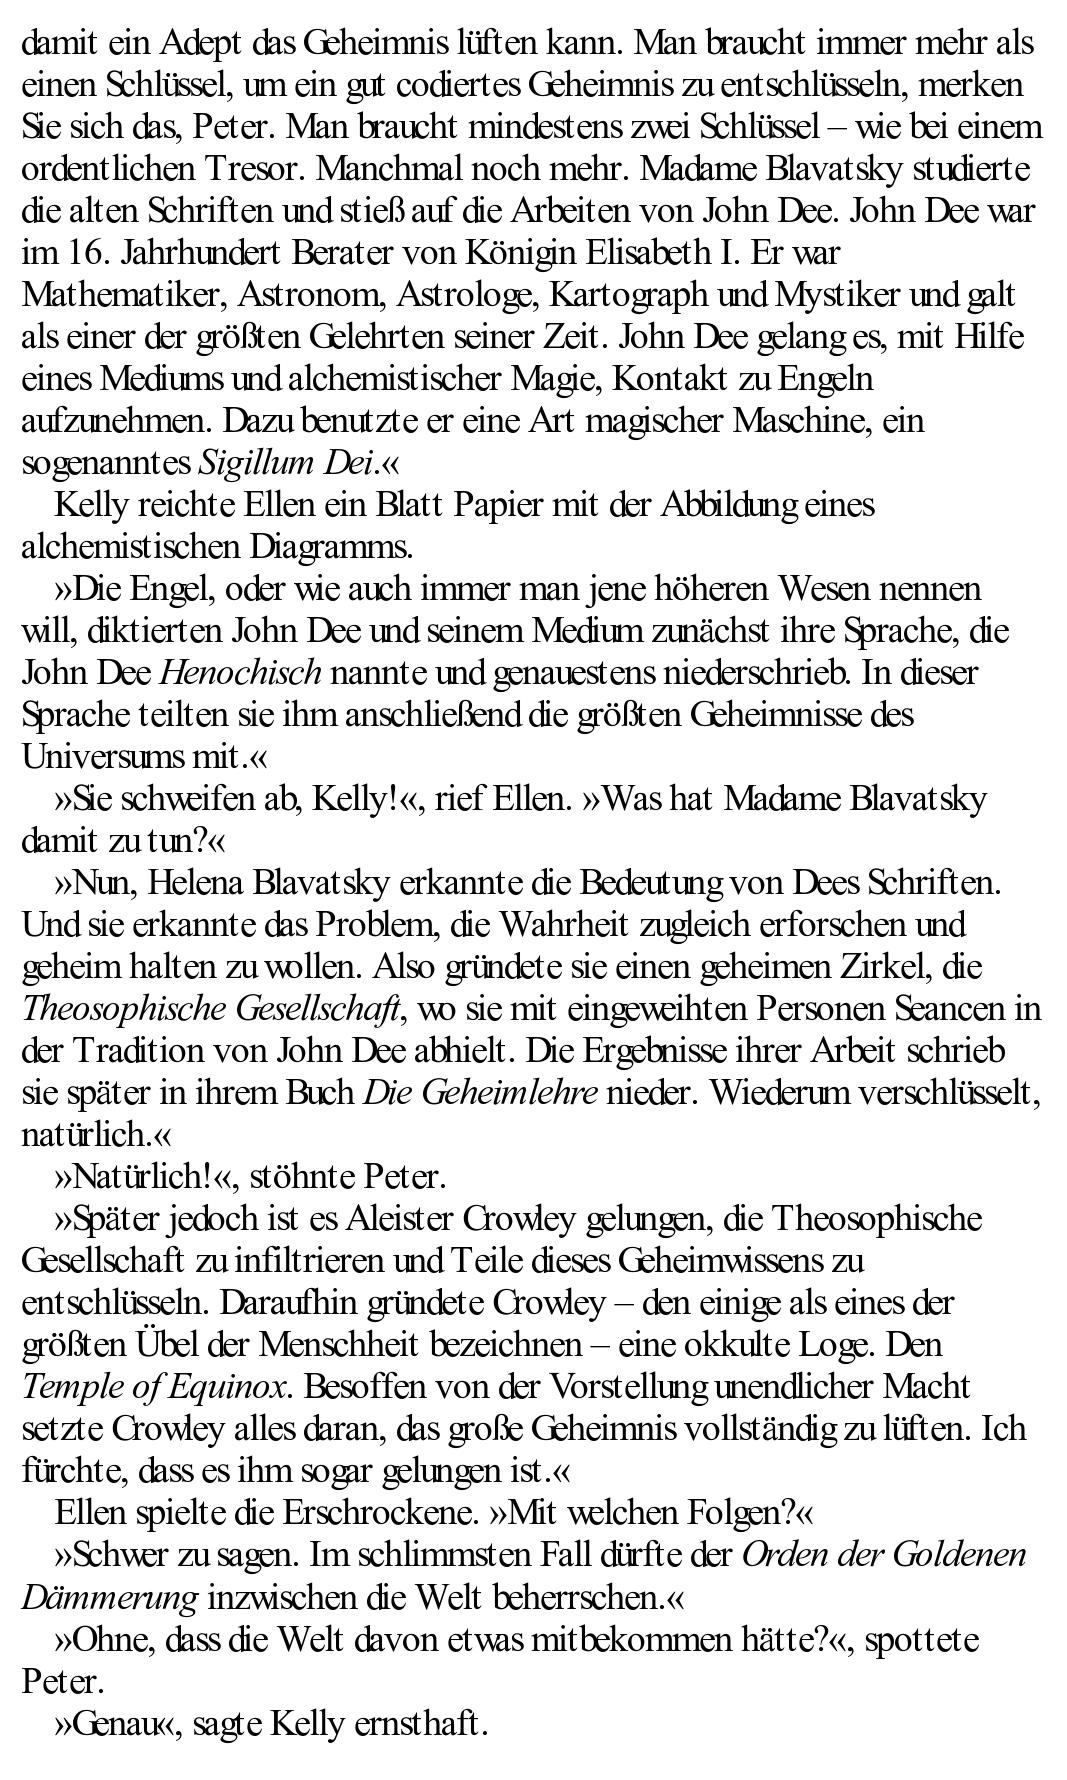 damit ein Adept das Geheimnis lüften kann. Man braucht immer mehr als
einen Schlüssel, um ein gut codiertes Geheimnis zu entschlüsseln, merken
Sie sich das, Peter. Man braucht mindestens zwei Schlüssel – wie bei einem
ordentlichen Tresor. Manchmal noch mehr. Madame Blavatsky studierte
die alten Schriften und stieß auf die Arbeiten von John Dee. John Dee war
im 16. Jahrhundert Berater von Königin Elisabeth I. Er war
Mathematiker, Astronom, Astrologe, Kartograph und Mystiker und galt
als einer der größten Gelehrten seiner Zeit. John Dee gelang es, mit Hilfe
eines Mediums und alchemistischer Magie, Kontakt zu Engeln
aufzunehmen. Dazu benutzte er eine Art magischer Maschine, ein
sogenanntes Sigillum Dei.«
Kelly reichte Ellen ein Blatt Papier mit der Abbildung eines
alchemistischen Diagramms.
»Die Engel, oder wie auch immer man jene höheren Wesen nennen
will, diktierten John Dee und seinem Medium zunächst ihre Sprache, die
John Dee Henochisch nannte und genauestens niederschrieb. In dieser
Sprache teilten sie ihm anschließend die größten Geheimnisse des
Universums mit.«
»Sie schweifen ab, Kelly!«, rief Ellen. »Was hat Madame Blavatsky
damit zu tun?«
»Nun, Helena Blavatsky erkannte die Bedeutung von Dees Schriften.
Und sie erkannte das Problem, die Wahrheit zugleich erforschen und
geheim halten zu wollen. Also gründete sie einen geheimen Zirkel, die
Theosophische Gesellschaft, wo sie mit eingeweihten Personen Seancen in
der Tradition von John Dee abhielt. Die Ergebnisse ihrer Arbeit schrieb
sie später in ihrem Buch Die Geheimlehre nieder. Wiederum verschlüsselt,
natürlich.«
»Natürlich!«, stöhnte Peter.
»Später jedoch ist es Aleister Crowley gelungen, die Theosophische
Gesellschaft zu infiltrieren und Teile dieses Geheimwissens zu
entschlüsseln. Daraufhin gründete Crowley – den einige als eines der
größten Übel der Menschheit bezeichnen – eine okkulte Loge. Den
Temple of Equinox. Besoffen von der Vorstellung unendlicher Macht
setzte Crowley alles daran, das große Geheimnis vollständig zu lüften. Ich
fürchte, dass es ihm sogar gelungen ist.«
Ellen spielte die Erschrockene. »Mit welchen Folgen?«
»Schwer zu sagen. Im schlimmsten Fall dürfte der Orden der Goldenen
Dämmerung inzwischen die Welt beherrschen.«
»Ohne, dass die Welt davon etwas mitbekommen hätte?«, spottete
Peter.
»Genau«, sagte Kelly ernsthaft.